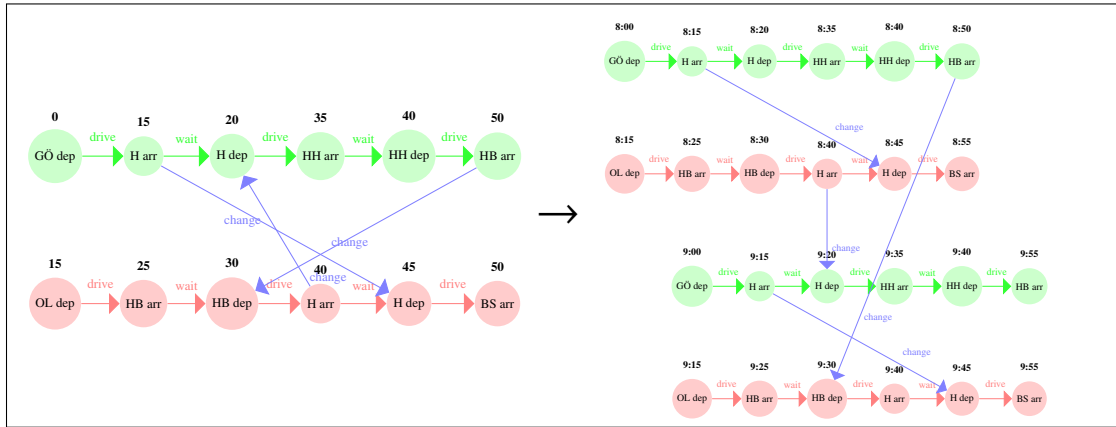 0 15 20 35 40 50
drive wait drive wait drive
GÖ dep H arr H dep HH arr HH dep HB arr
change change
15 25 30 40 45 50
change
drive wait drive wait drive
OL dep HB arr HB dep H arr H dep BS arr
→
8:00 8:15 8:20 8:35 8:40 8:50
drive wait drive wait drive
GÖ dep H arr H dep HH arr HH dep HB arr
change
8:15 8:25 8:30 8:40 8:45 8:55
drive wait drive wait drive
OL dep HB arr HB dep H arr H dep BS arr
change
9:00 9:15 9:20 9:35 9:40 9:55
drive wait drive wait drive
GÖ dep H arr H dep HH arr HH dep HB arr
change
change
9:15 9:25 9:30 9:40 9:45 9:55
drive wait drive wait drive
OL dep HB arr HB dep H arr H dep BS arr